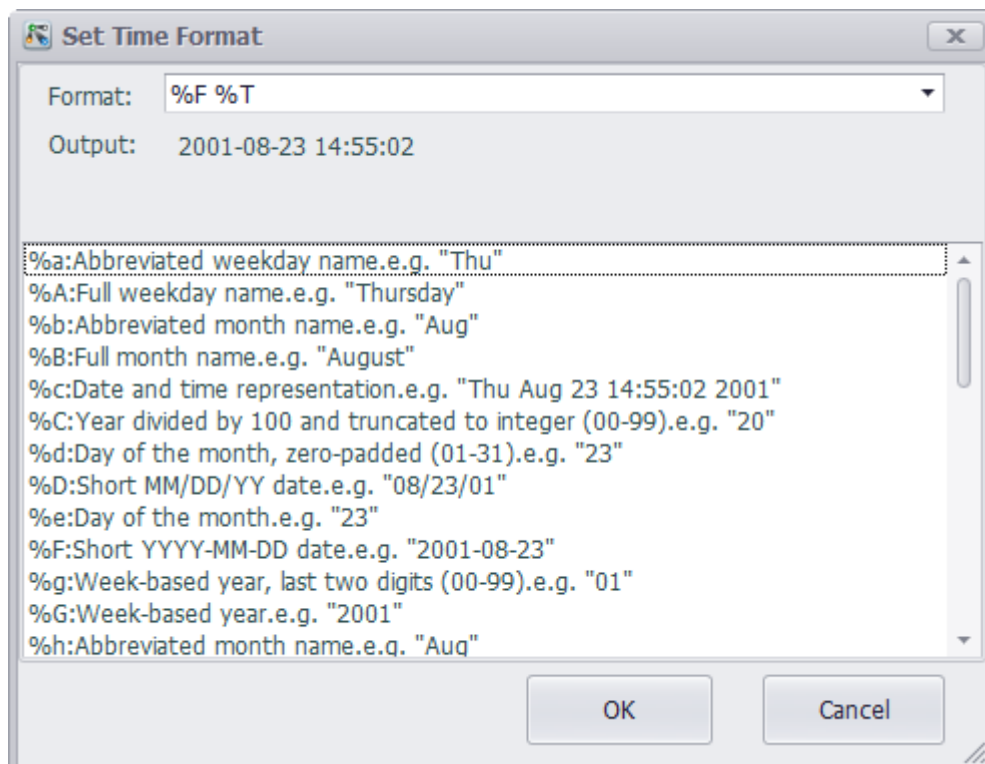 Set Time Format
Format: %F %T
Output: 2001-08-23 14:55:02
%a:Abbreviated weekday name.e.g. "Thu"
%A:Full weekday name.e.g. "Thursday"
%b:Abbreviated month name.e.g. "Aug"
%B:Full month name.e.g. "August"
%c:Date and time representation.e.g. "Thu Aug 23 14:55:02 2001"
%C:Year divided by 100 and truncated to integer (00-99).e.g. "20"
%d:Day of the month, zero-padded (01-31).e.g. "23"
%D:Short MM/DD/YY date.e.g. "08/23/01"
%e:Day of the month.e.g. "23"
%F:Short YYYY-MM-DD date.e.g. "2001-08-23"
%g:Week-based year, last two digits (00-99).e.g. "01"
%G:Week-based year.e.g. "2001"
%h:Abbreviated month name.e.g. "Aug"
OK Cancel